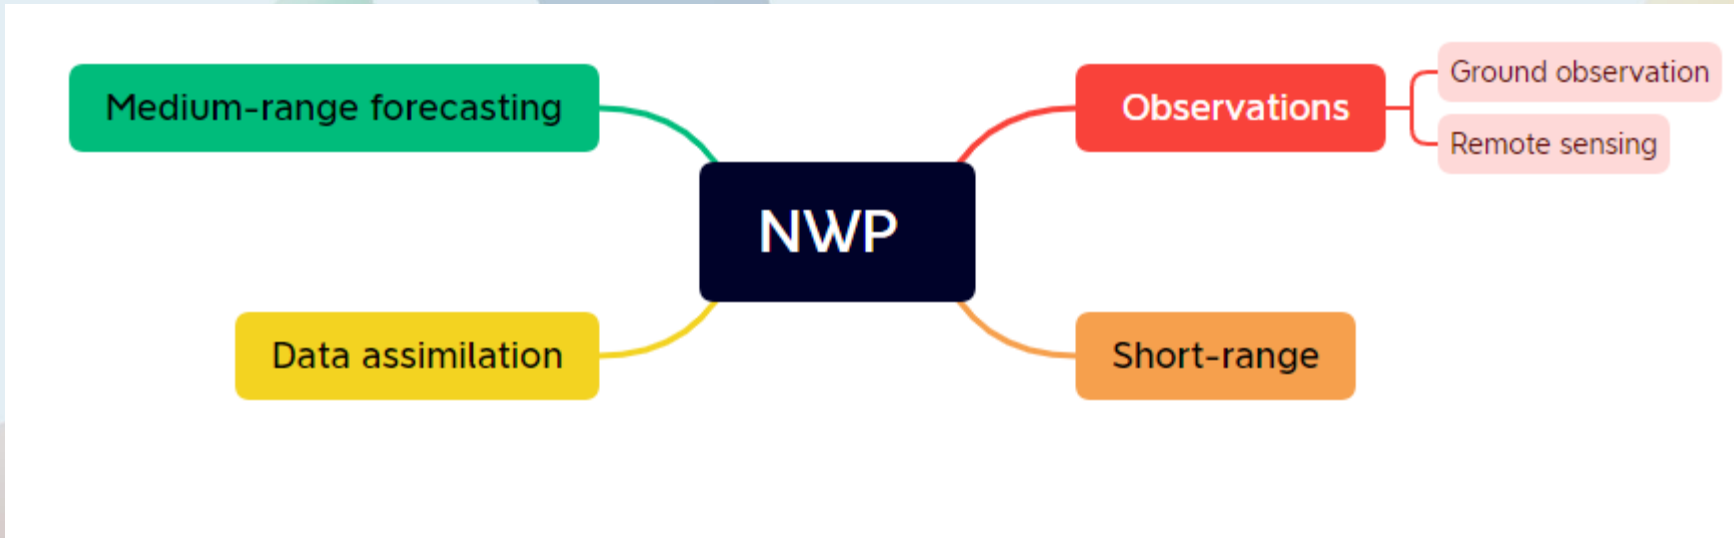 Medium-range forecasting
Observations
Ground observation
Remote sensing
NWP
Data assimilation
Short-range